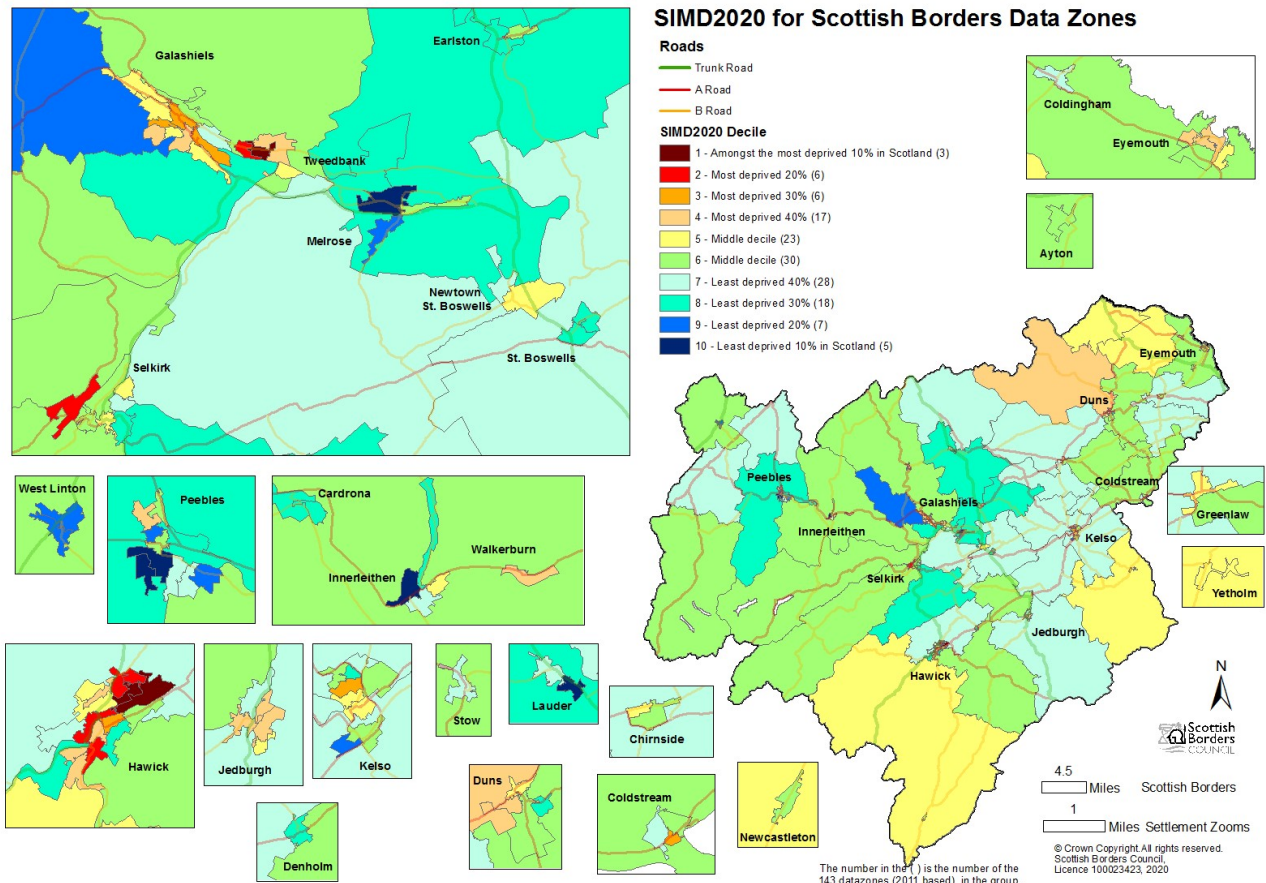 SIMD2020 for Scottish Borders Data Zones
Roads
Trunk Road
A Road
B Road
SIMD2020 Decile
1 - Amongst the most deprived 10% in Scotland (3)
2 - Most deprived 20% (6)
3 - Most deprived 30% (6)
4 - Most deprived 40% (17)
5 - Middle decile (23)
6 - Middle decile (30)
7 - Least deprived 40% (28)
8 - Least deprived 30% (18)
9 - Least deprived 20% (7)
10 - Least deprived 10% in Scotland (5)
Galashiels
Earlston
Tweedbank
Melrose
Newtown
St. Boswells
St. Boswells
Selkirk
Coldingham
Eyemouth
Ayton
West Linton
Peebles
Cardrona
Innerleithen
Walkerburn
Hawick
Jedburgh
Kelso
Stow
Lauder
Chirnside
Denholm
Duns
Coldstream
Newcastleton
Eyemouth
Duns
Peebles
Coldstream
Galashiels
Innerleithen
Kelso
Selkirk
Jedburgh
Hawick
Greenlaw
Yetholm
N
Scottish
Borders
COUNCIL
4.5
Miles Scottish Borders
1
Miles Settlement Zooms
© Crown Copyright. All rights reserved.
Scottish Borders Council,
Licence 100023423, 2020
The number in the ( ) is the number of the
143 datazones (2011 based), in the group